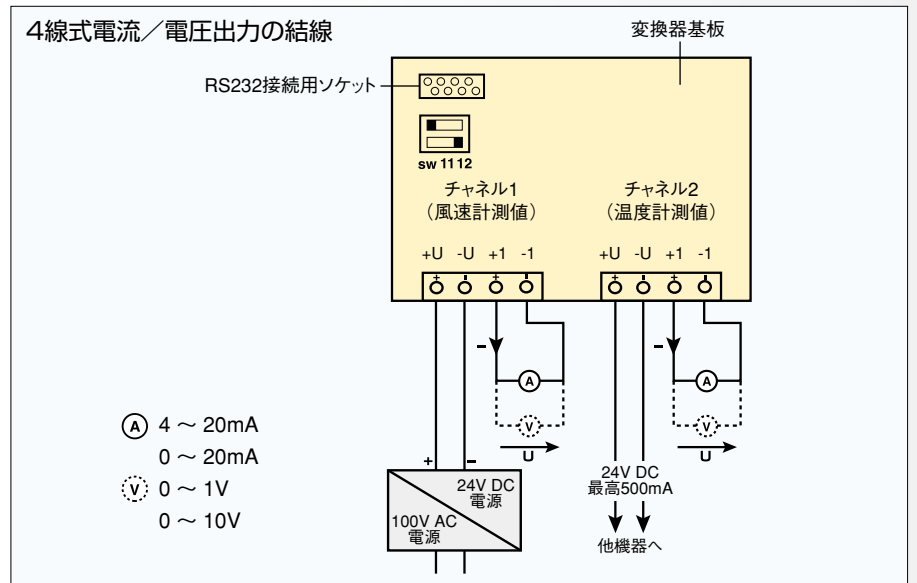 4線式電流／電圧出力の結線
変換器基板
RS232接続用ソケット
sw 11 12
チャネル1
（風速計測値）
チャネル2
（温度計測値）
+U -U +1 -1
+U -U +1 -1
+ - + -
+ - + -
-
-
A
A
V
V
U
U
A 4 ～ 20mA
0 ～ 20mA
V 0 ～ 1V
0 ～ 10V
+ -
24V DC
電源
100V AC
電源
24V DC
最高500mA
他機器へ